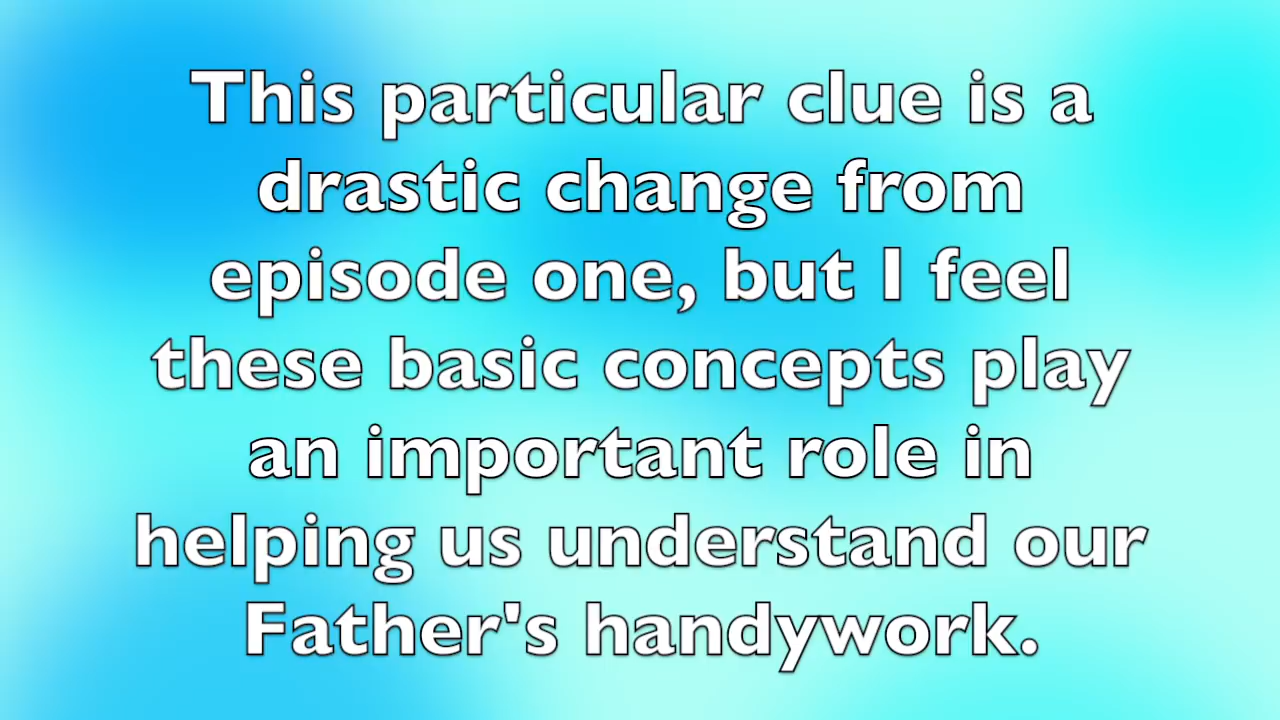 This particular clue is a
drastic change from
episode one, but I feel
these basic concepts play
an important role in
helping us understand our
Father's handywork.